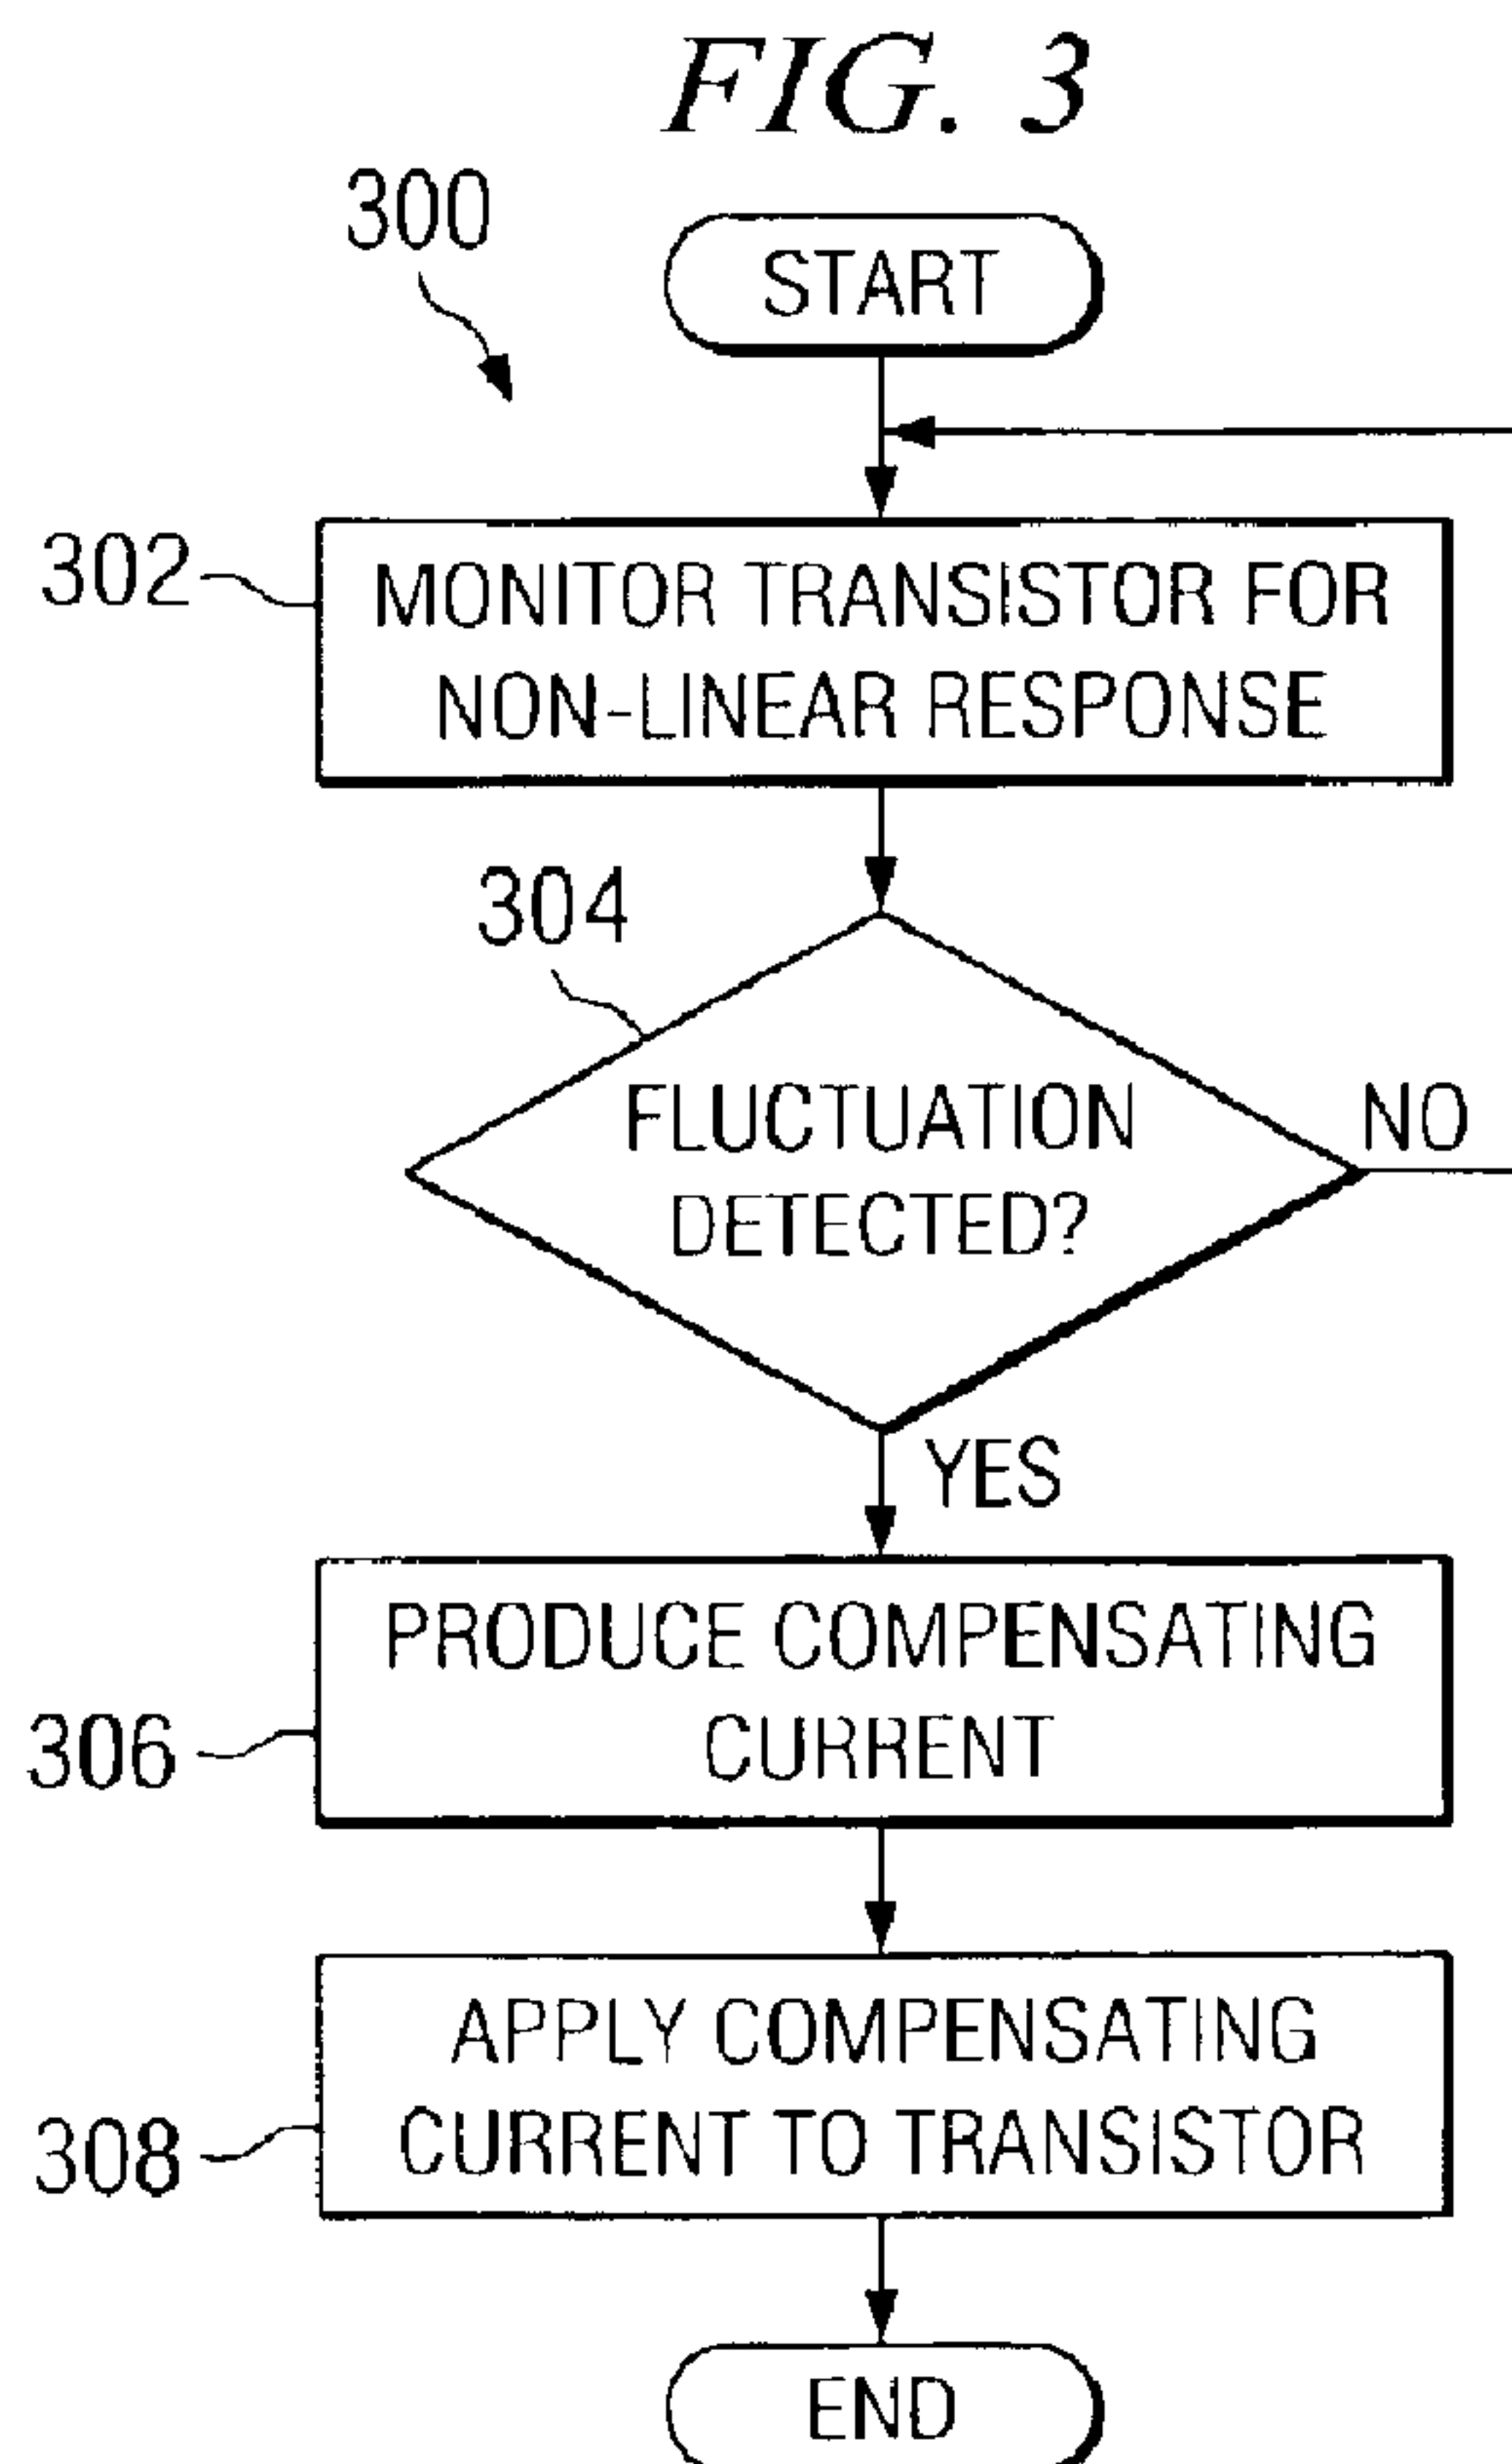 FIG. 3
300
START
302
MONITOR TRANSISTOR FOR
NON-LINEAR RESPONSE
304
FLUCTUATION
DETECTED?
NO
YES
PRODUCE COMPENSATING
CURRENT
306
APPLY COMPENSATING
CURRENT TO TRANSISTOR
308
END